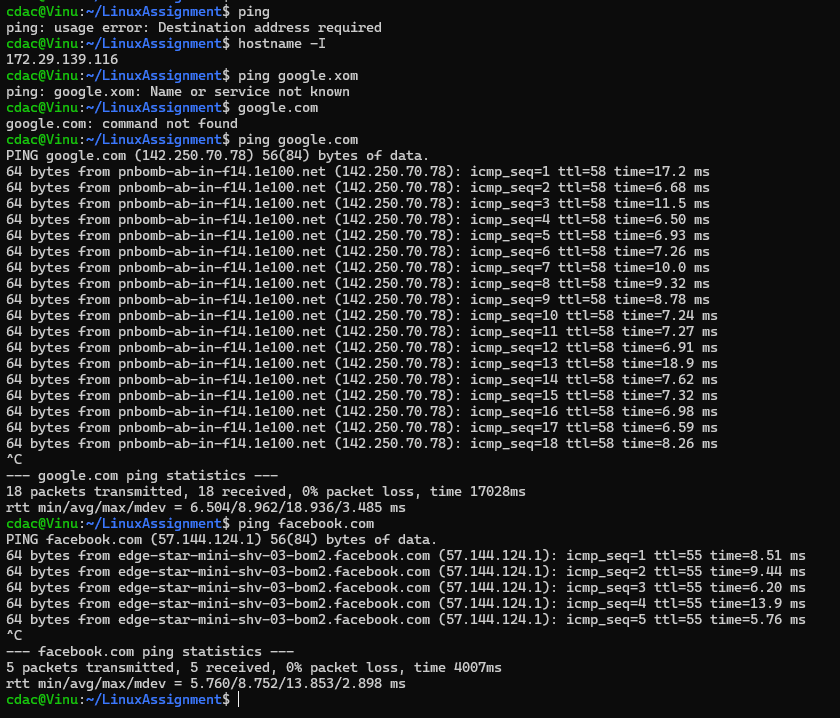 cdac@Vinu:~/LinuxAssignment$ ping
ping: usage error: Destination address required
cdac@Vinu:~/LinuxAssignment$ hostname -I
172.29.139.116
cdac@Vinu:~/LinuxAssignment$ ping google.xom
ping: google.xom: Name or service not known
cdac@Vinu:~/LinuxAssignment$ google.com
google.com: command not found
cdac@Vinu:~/LinuxAssignment$ ping google.com
PING google.com (142.250.70.78) 56(84) bytes of data.
64 bytes from pnbomb-ab-in-f14.1e100.net (142.250.70.78): icmp_seq=1 ttl=58 time=17.2 ms
64 bytes from pnbomb-ab-in-f14.1e100.net (142.250.70.78): icmp_seq=2 ttl=58 time=6.68 ms
64 bytes from pnbomb-ab-in-f14.1e100.net (142.250.70.78): icmp_seq=3 ttl=58 time=11.5 ms
64 bytes from pnbomb-ab-in-f14.1e100.net (142.250.70.78): icmp_seq=4 ttl=58 time=6.50 ms
64 bytes from pnbomb-ab-in-f14.1e100.net (142.250.70.78): icmp_seq=5 ttl=58 time=6.93 ms
64 bytes from pnbomb-ab-in-f14.1e100.net (142.250.70.78): icmp_seq=6 ttl=58 time=7.26 ms
64 bytes from pnbomb-ab-in-f14.1e100.net (142.250.70.78): icmp_seq=7 ttl=58 time=10.0 ms
64 bytes from pnbomb-ab-in-f14.1e100.net (142.250.70.78): icmp_seq=8 ttl=58 time=9.32 ms
64 bytes from pnbomb-ab-in-f14.1e100.net (142.250.70.78): icmp_seq=9 ttl=58 time=8.78 ms
64 bytes from pnbomb-ab-in-f14.1e100.net (142.250.70.78): icmp_seq=10 ttl=58 time=7.24 ms
64 bytes from pnbomb-ab-in-f14.1e100.net (142.250.70.78): icmp_seq=11 ttl=58 time=7.27 ms
64 bytes from pnbomb-ab-in-f14.1e100.net (142.250.70.78): icmp_seq=12 ttl=58 time=6.91 ms
64 bytes from pnbomb-ab-in-f14.1e100.net (142.250.70.78): icmp_seq=13 ttl=58 time=18.9 ms
64 bytes from pnbomb-ab-in-f14.1e100.net (142.250.70.78): icmp_seq=14 ttl=58 time=7.62 ms
64 bytes from pnbomb-ab-in-f14.1e100.net (142.250.70.78): icmp_seq=15 ttl=58 time=7.32 ms
64 bytes from pnbomb-ab-in-f14.1e100.net (142.250.70.78): icmp_seq=16 ttl=58 time=6.98 ms
64 bytes from pnbomb-ab-in-f14.1e100.net (142.250.70.78): icmp_seq=17 ttl=58 time=6.59 ms
64 bytes from pnbomb-ab-in-f14.1e100.net (142.250.70.78): icmp_seq=18 ttl=58 time=8.26 ms
^C
--- google.com ping statistics ---
18 packets transmitted, 18 received, 0% packet loss, time 17028ms
rtt min/avg/max/mdev = 6.504/8.962/18.936/3.485 ms
cdac@Vinu:~/LinuxAssignment$ ping facebook.com
PING facebook.com (57.144.124.1) 56(84) bytes of data.
64 bytes from edge-star-mini-shv-03-bom2.facebook.com (57.144.124.1): icmp_seq=1 ttl=55 time=8.51 ms
64 bytes from edge-star-mini-shv-03-bom2.facebook.com (57.144.124.1): icmp_seq=2 ttl=55 time=9.44 ms
64 bytes from edge-star-mini-shv-03-bom2.facebook.com (57.144.124.1): icmp_seq=3 ttl=55 time=6.20 ms
64 bytes from edge-star-mini-shv-03-bom2.facebook.com (57.144.124.1): icmp_seq=4 ttl=55 time=13.9 ms
64 bytes from edge-star-mini-shv-03-bom2.facebook.com (57.144.124.1): icmp_seq=5 ttl=55 time=5.76 ms
^C
--- facebook.com ping statistics ---
5 packets transmitted, 5 received, 0% packet loss, time 4007ms
rtt min/avg/max/mdev = 5.760/8.752/13.853/2.898 ms
cdac@Vinu:~/LinuxAssignment$